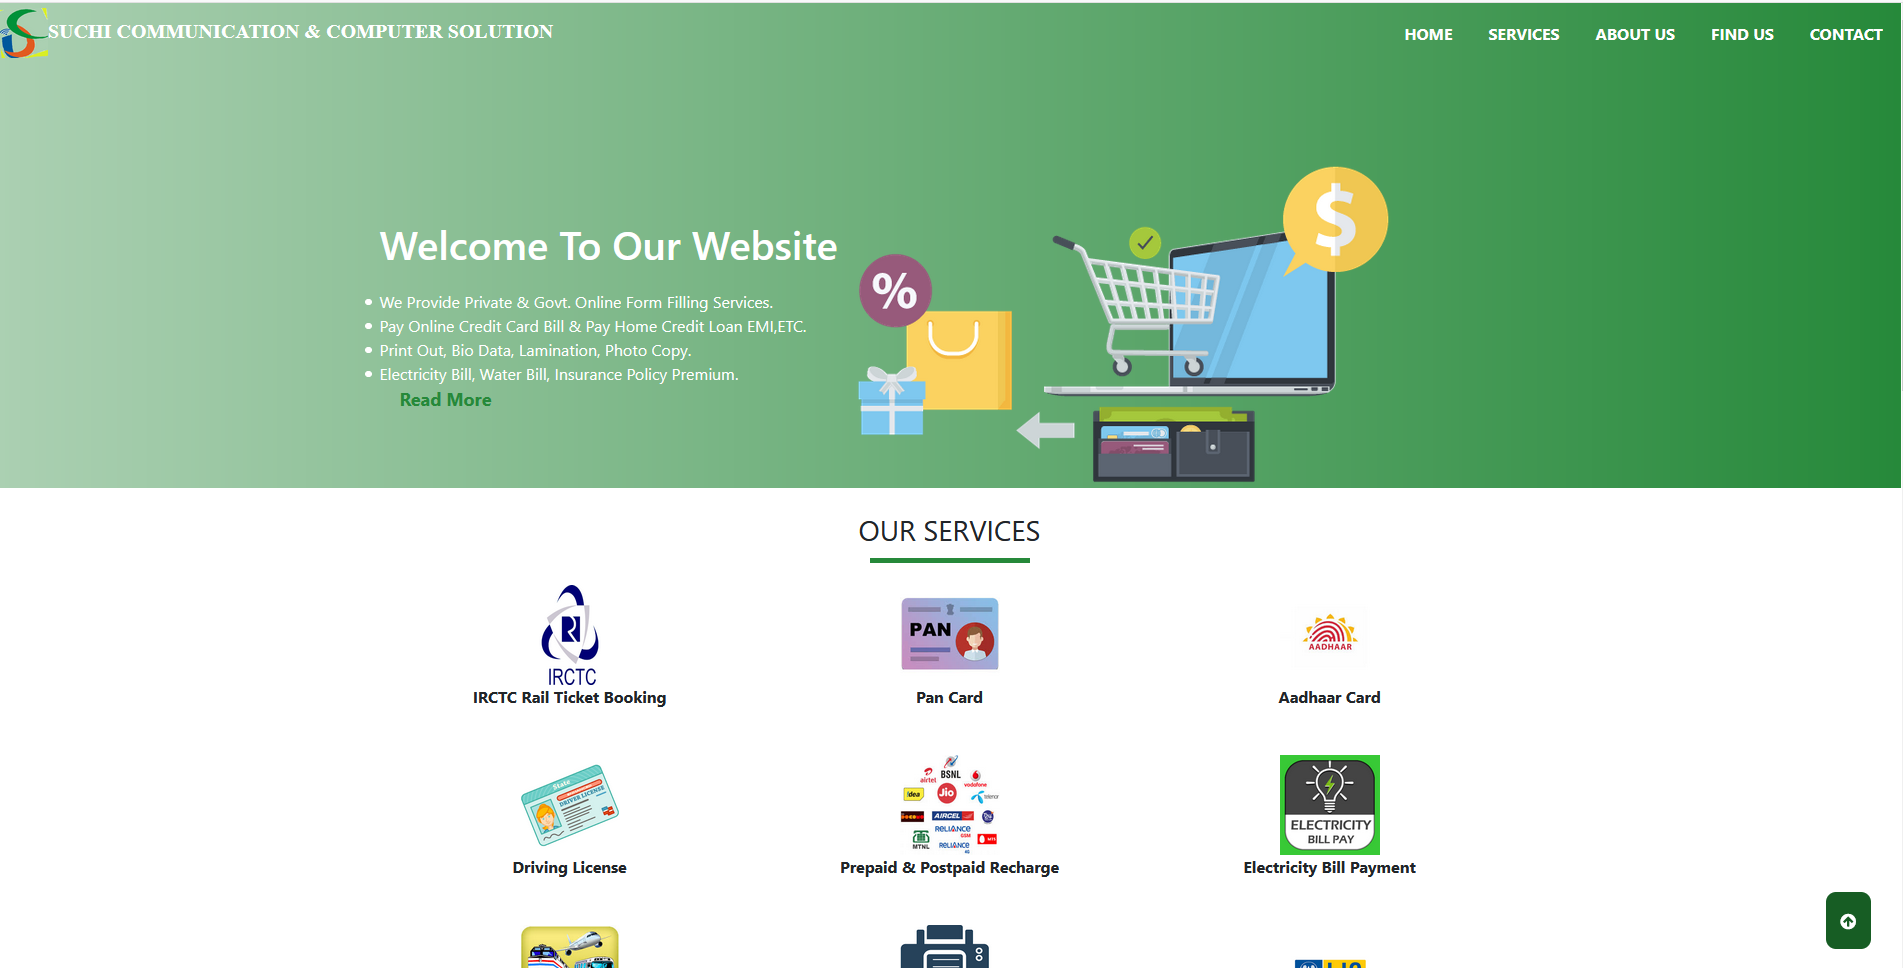 SUCHI COMMUNICATION & COMPUTER SOLUTION
HOME SERVICES ABOUT US FIND US CONTACT
$
%
Welcome To Our Website
We Provide Private & Govt. Online Form Filling Services.
Pay Online Credit Card Bill & Pay Home Credit Loan EMI,ETC.
Print Out, Bio Data, Lamination, Photo Copy.
Electricity Bill, Water Bill, Insurance Policy Premium.
Read More
OUR SERVICES
IRCTC
PAN
AADHAAR
IRCTC Rail Ticket Booking
Pan Card
Aadhaar Card
State
DRIVER LICENSE
BSNL
airtel
vodafone
idea
Jio
telenor
AIRCEL
RELIANCE
GSM
MTNL
MTS
RELIANCE
ELECTRICITY
BILL PAY
Driving License
Prepaid & Postpaid Recharge
Electricity Bill Payment